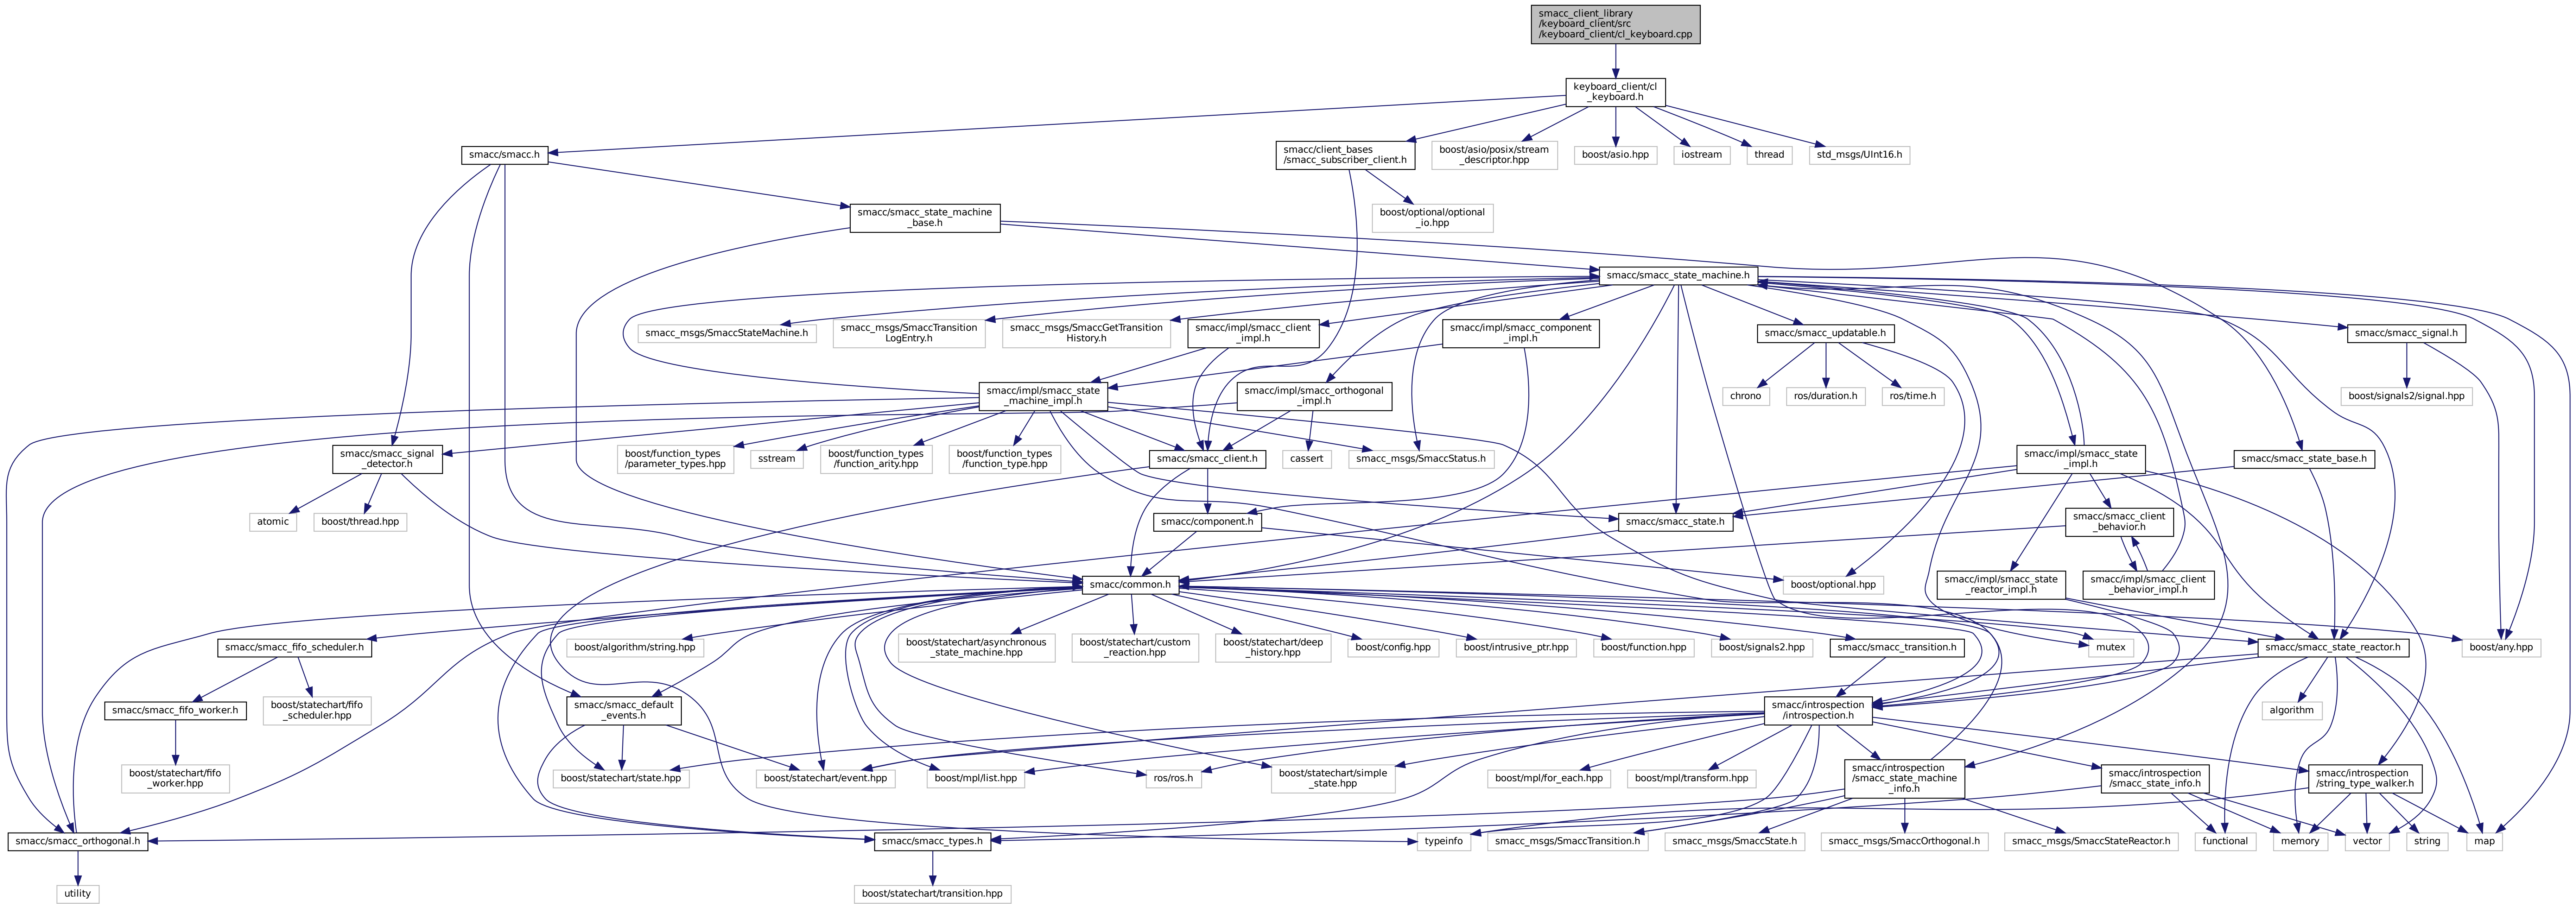 smacc_client_library
/keyboard_client/src
/keyboard_client/cl_keyboard.cpp
keyboard_client/cl
_keyboard.h
smacc/smacc.h
smacc/client_bases
/smacc_subscriber_client.h
boost/asio/posix/stream
_descriptor.hpp
boost/asio.hpp
iostream
thread
std_msgs/UInt16.h
smacc/smacc_state_machine
_base.h
boost/optional/optional
_io.hpp
smacc/smacc_state_machine.h
smacc_msgs/SmaccStateMachine.h
smacc_msgs/SmaccTransition
LogEntry.h
smacc_msgs/SmaccGetTransition
History.h
smacc/impl/smacc_client
_impl.h
smacc/impl/smacc_component
_impl.h
smacc/smacc_updatable.h
smacc/smacc_signal.h
smacc/impl/smacc_state
_machine_impl.h
smacc/impl/smacc_orthogonal
_impl.h
chrono
ros/duration.h
ros/time.h
boost/signals2/signal.hpp
smacc/smacc_signal
_detector.h
boost/function_types
/parameter_types.hpp
sstream
boost/function_types
/function_arity.hpp
boost/function_types
/function_type.hpp
smacc/smacc_client.h
cassert
smacc_msgs/SmaccStatus.h
smacc/impl/smacc_state
_impl.h
smacc/smacc_state_base.h
atomic
boost/thread.hpp
smacc/component.h
smacc/smacc_state.h
smacc/smacc_client
_behavior.h
smacc/common.h
boost/optional.hpp
smacc/impl/smacc_state
_reactor_impl.h
smacc/impl/smacc_client
_behavior_impl.h
smacc/smacc_fifo_scheduler.h
boost/algorithm/string.hpp
boost/statechart/asynchronous
_state_machine.hpp
boost/statechart/custom
_reaction.hpp
boost/statechart/deep
_history.hpp
boost/config.hpp
boost/intrusive_ptr.hpp
boost/function.hpp
boost/signals2.hpp
smacc/smacc_transition.h
mutex
smacc/smacc_state_reactor.h
boost/any.hpp
smacc/smacc_fifo_worker.h
boost/statechart/fifo
_scheduler.hpp
smacc/smacc_default
_events.h
smacc/introspection
/introspection.h
algorithm
boost/statechart/fifo
_worker.hpp
boost/statechart/state.hpp
boost/statechart/event.hpp
boost/mpl/list.hpp
ros/ros.h
boost/statechart/simple
_state.hpp
boost/mpl/for_each.hpp
boost/mpl/transform.hpp
smacc/introspection
/smacc_state_machine
_info.h
smacc/introspection
/smacc_state_info.h
smacc/introspection
/string_type_walker.h
smacc/smacc_orthogonal.h
smacc/smacc_types.h
typeinfo
smacc_msgs/SmaccTransition.h
smacc_msgs/SmaccState.h
smacc_msgs/SmaccOrthogonal.h
smacc_msgs/SmaccStateReactor.h
functional
memory
vector
string
map
utility
boost/statechart/transition.hpp